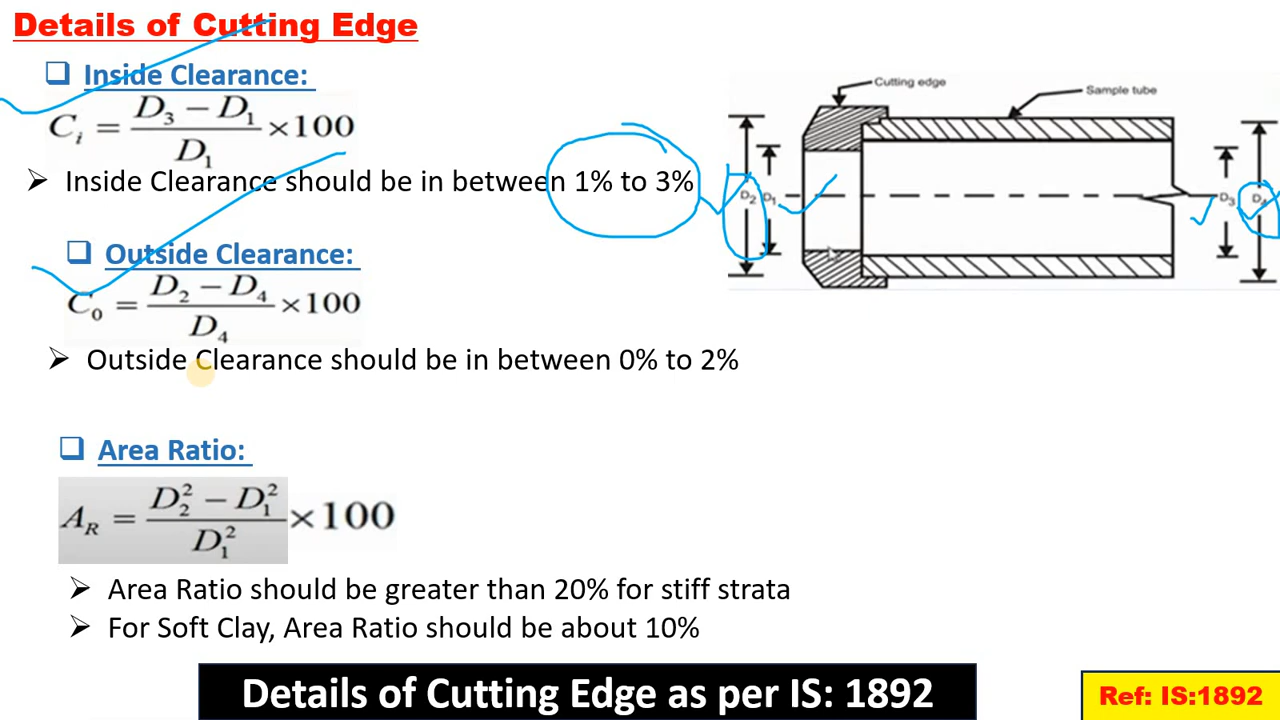 Details of Cutting Edge
❑ Inside Clearance:
C_i = (D_3 − D_1) / D_1 ×100
➢ Inside Clearance should be in between 1% to 3%
❑ Outside Clearance:
C_0 = (D_2 − D_4) / D_4 ×100
➢ Outside Clearance should be in between 0% to 2%
Cutting edge
Sample tube
D_2 D_1 D_3 D_4
❑ Area Ratio:
A_R = (D_2^2 − D_1^2) / D_1^2 ×100
➢ Area Ratio should be greater than 20% for stiff strata
➢ For Soft Clay, Area Ratio should be about 10%
Details of Cutting Edge as per IS: 1892
Ref: IS:1892